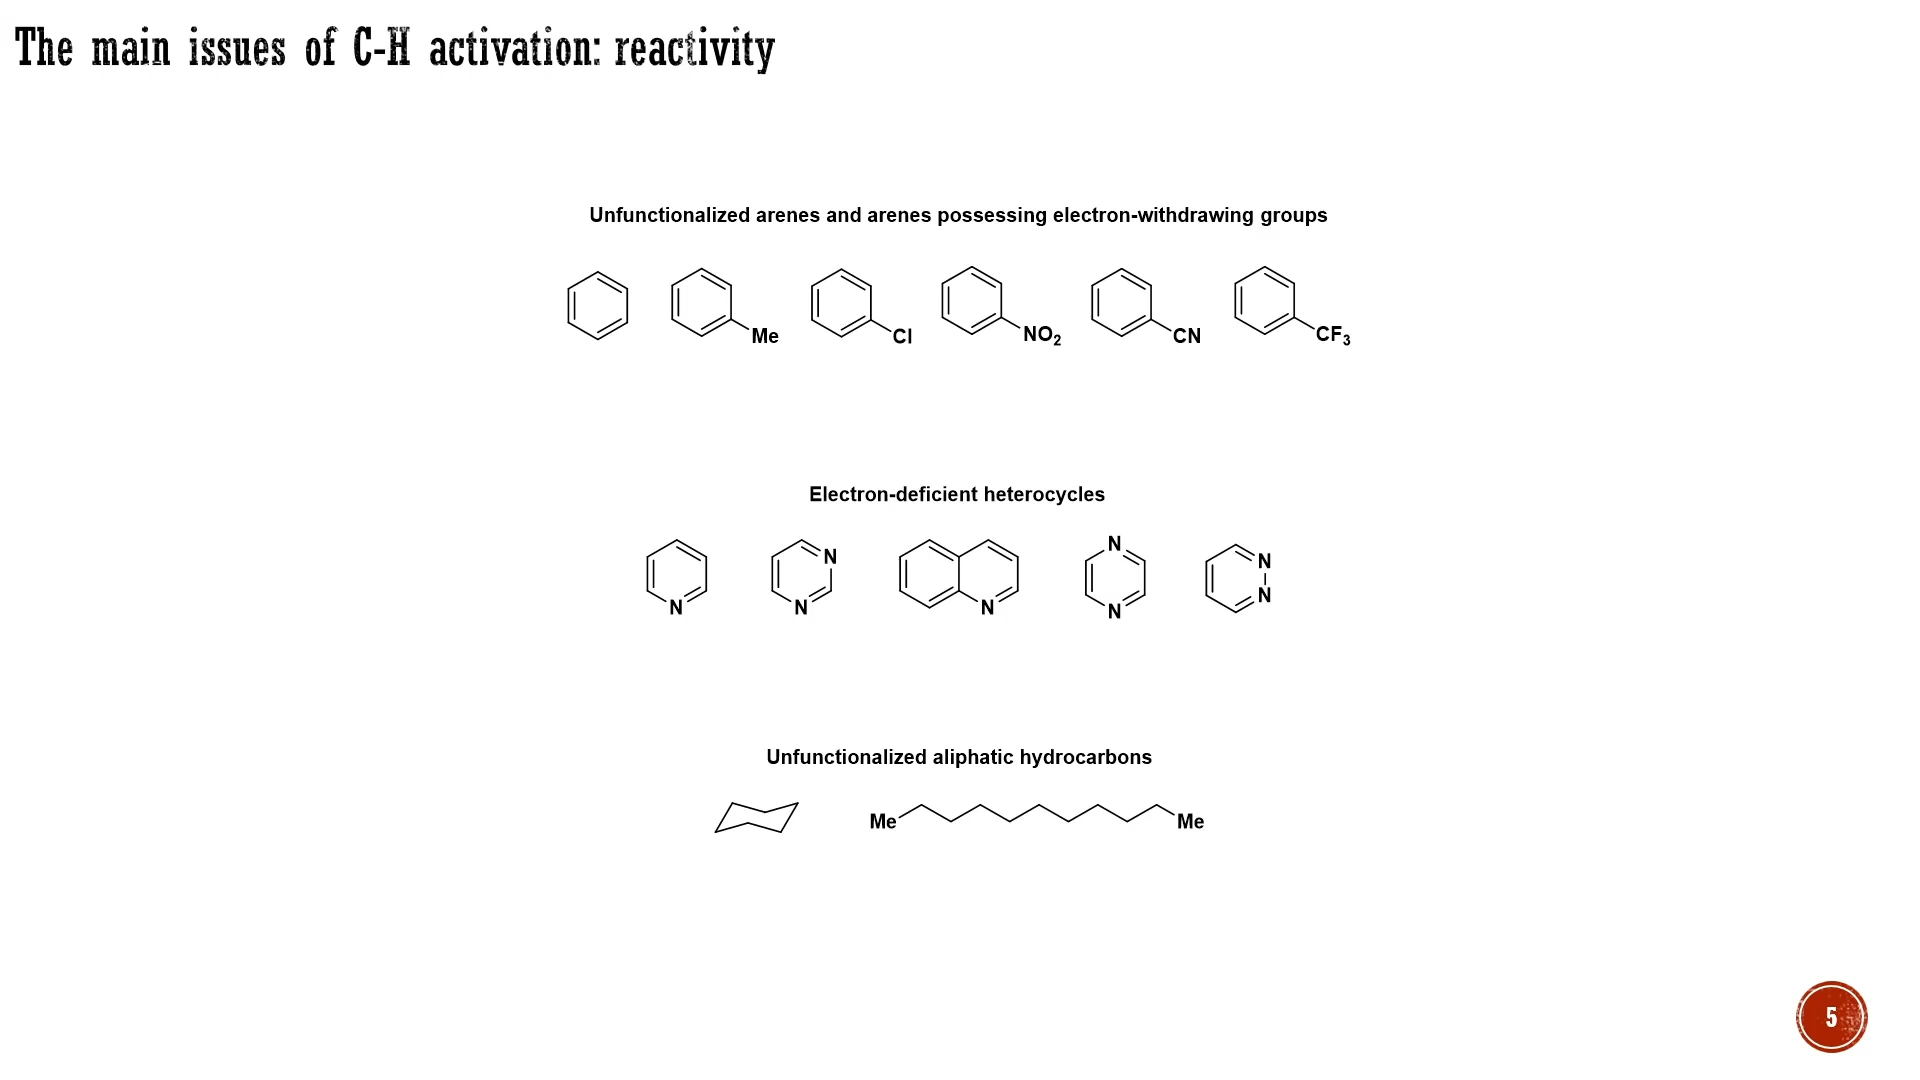 The main issues of C-H activation: reactivity
Unfunctionalized arenes and arenes possessing electron-withdrawing groups
Me
Cl
NO2
CN
CF3
Electron-deficient heterocycles
N
N
N
N
N
N
N
N
Unfunctionalized aliphatic hydrocarbons
Me
Me
5